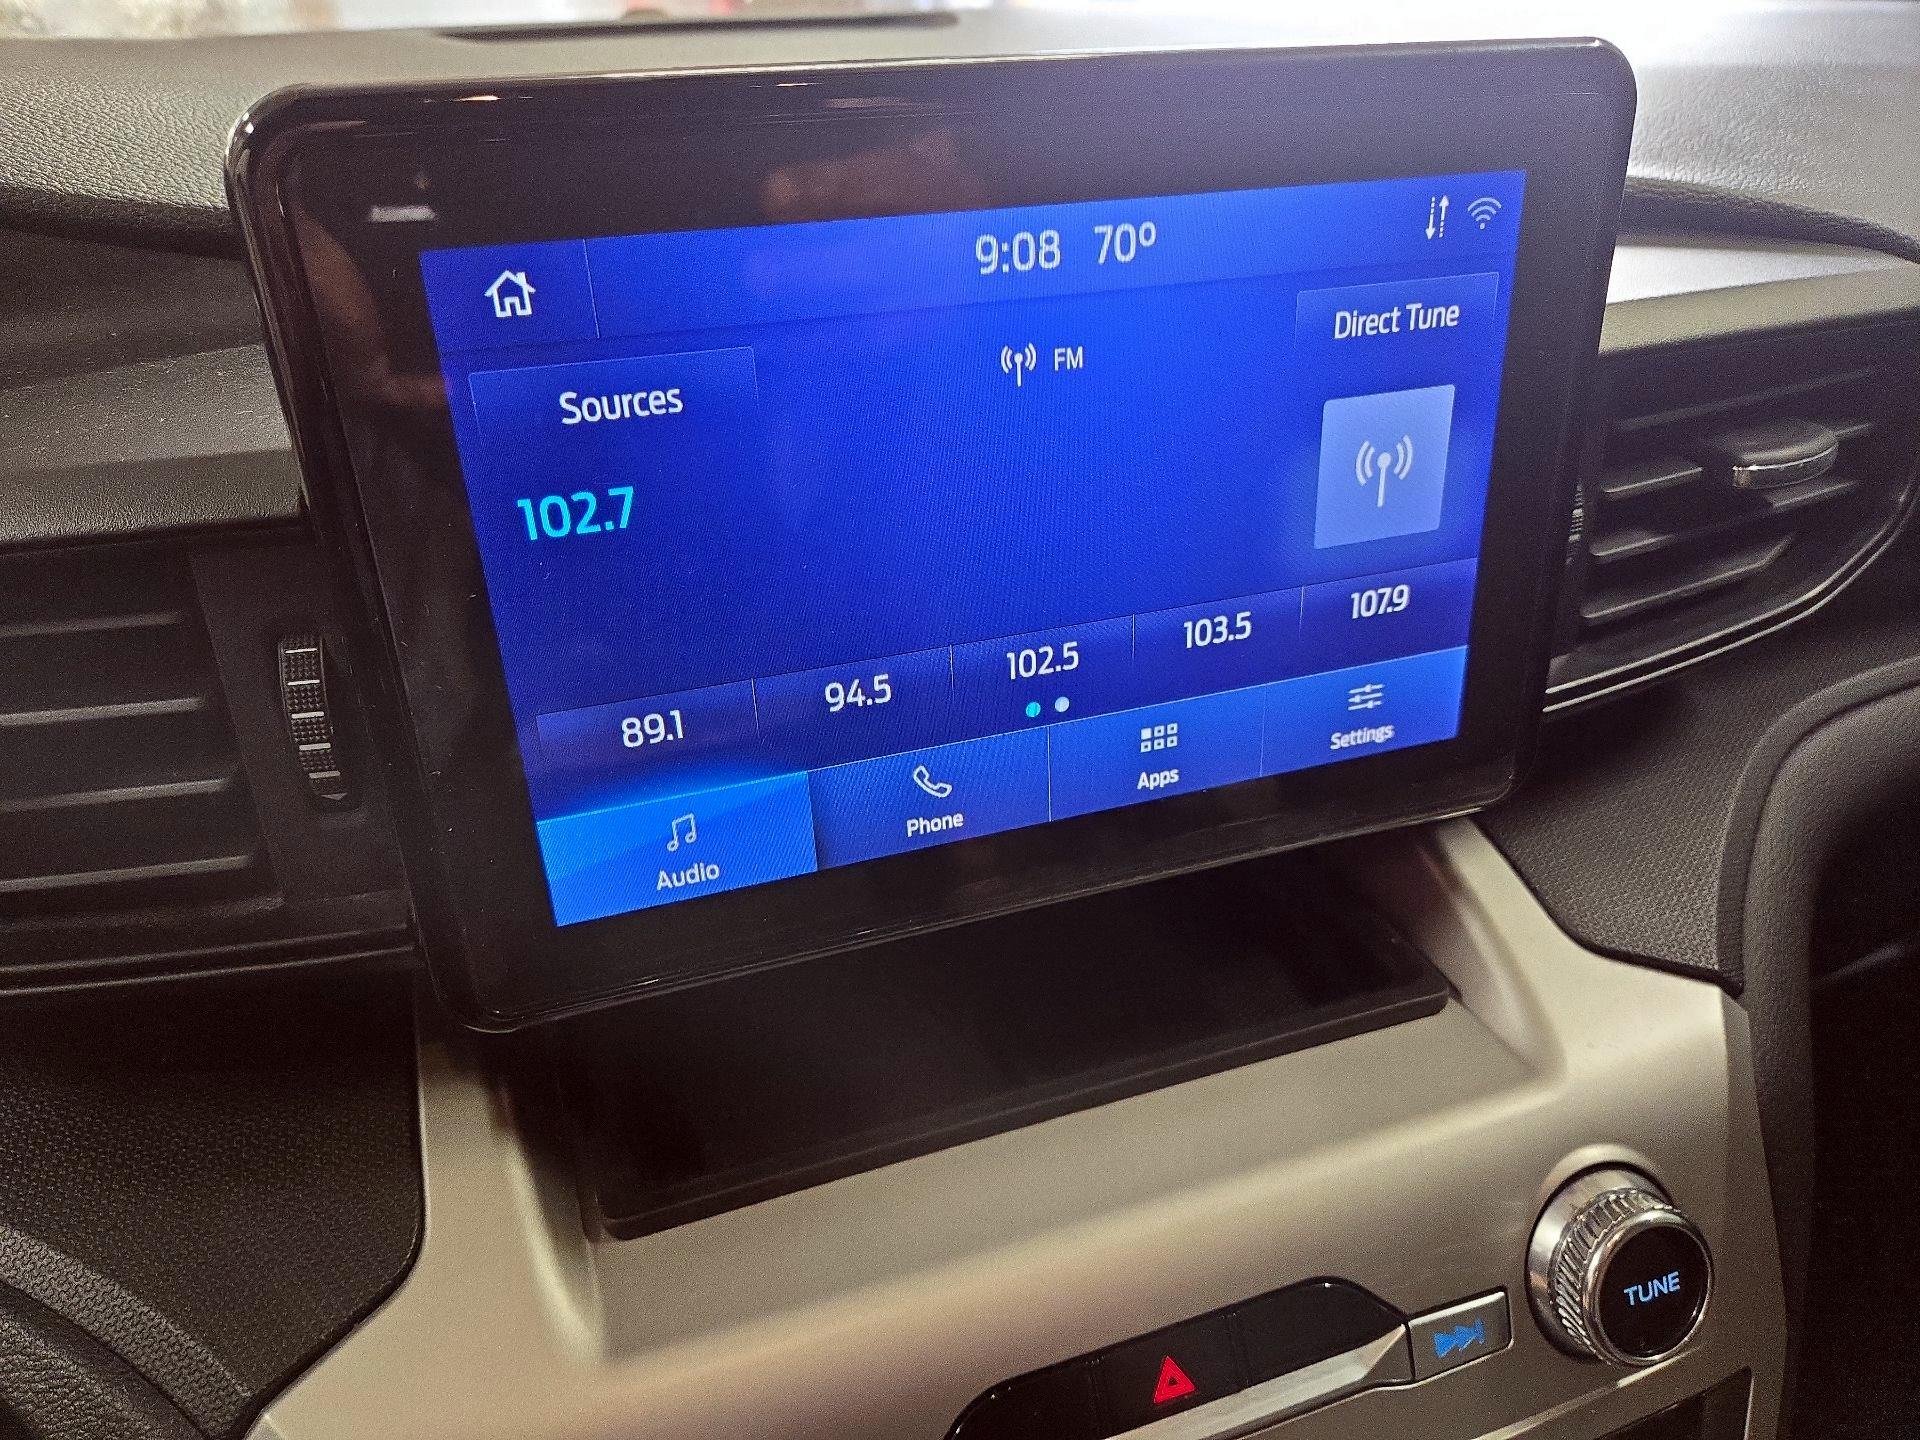 9:08 70°
Direct Tune
FM
Sources
102.7
89.1 94.5 102.5 103.5 107.9
Audio Phone Apps Settings
TUNE